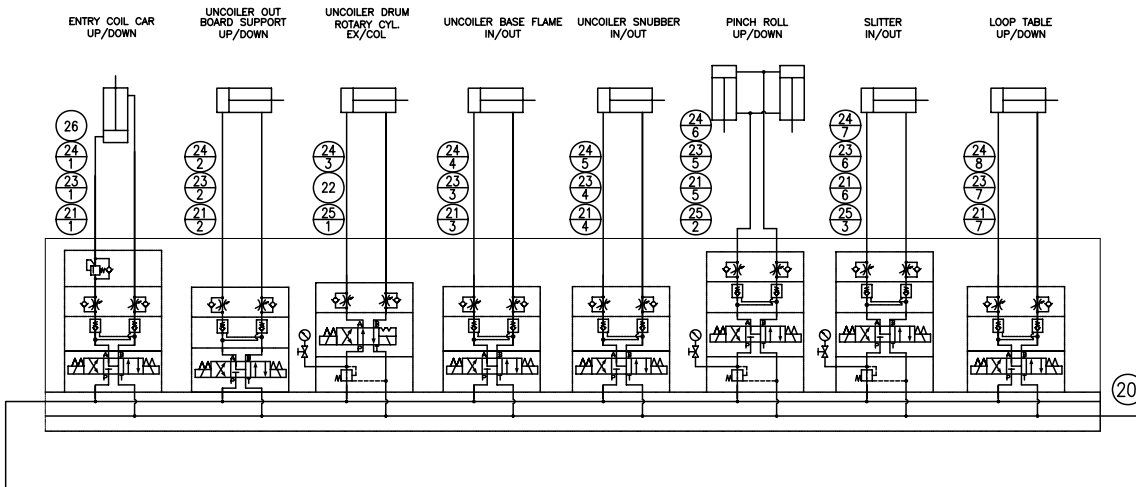 ENTRY COIL CAR
UP/DOWN
UNCOILER OUT
BOARD SUPPORT
UP/DOWN
UNCOILER DRUM
ROTARY CYL.
EX/COL
UNCOILER BASE FLAME
IN/OUT
UNCOILER SNUBBER
IN/OUT
PINCH ROLL
UP/DOWN
SLITTER
IN/OUT
LOOP TABLE
UP/DOWN
26
24
1
23
1
21
1
24
2
23
2
21
2
24
3
22
25
1
24
4
23
3
21
3
24
5
23
4
21
4
24
6
23
5
21
5
25
2
24
7
23
6
21
6
25
3
24
8
23
7
21
7
A B
P T
A B
P T
A B
P T
A B
P T
A B
P T
A B
P T
A B
P T
A B
P T
20